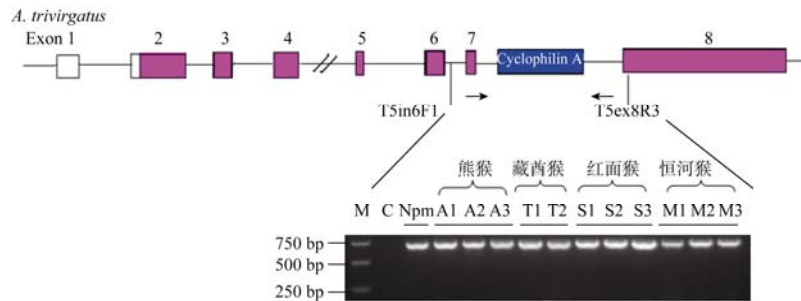 A. trivirgatus
Exon 1 2 3 4 5 6 7 Cyclophilin A 8
T5in6F1 T5ex8R3
熊猴 藏酋猴 红面猴 恒河猴
M C Npm A1 A2 A3 T1 T2 S1 S2 S3 M1 M2 M3
750 bp
500 bp
250 bp